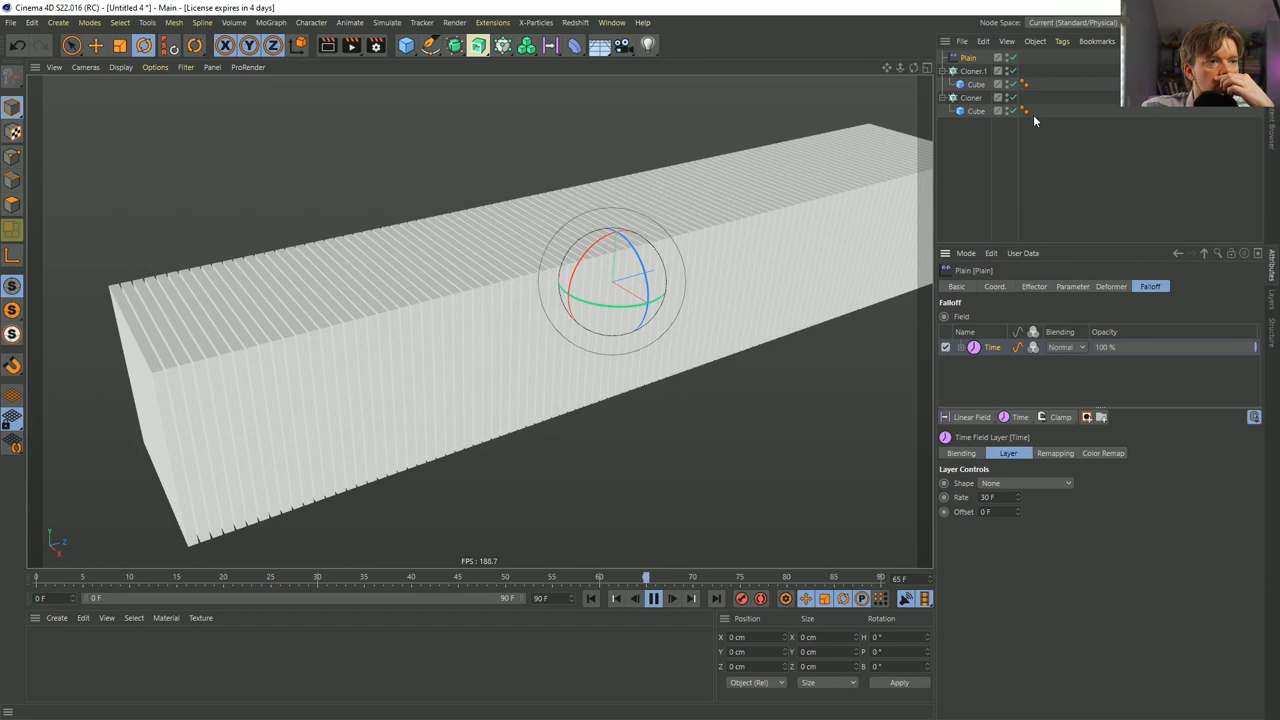 Cinema 4D S22.016 (RC) - [Untitled 4 *] - Main - [License expires in 4 days]
File Edit Create Modes Select Tools Mesh Spline Volume MoGraph Character Animate Simulate Tracker Render Extensions X-Particles Redshift Window Help
Node Space: Current (Standard/Physical)
X Y Z
File Edit View Object Tags Bookmarks
View Cameras Display Options Filter Panel ProRender
Plain
Cloner.1
Cube
Cloner
Cube
Content Browser
Mode Edit User Data
Plain [Plain]
Basic Coord. Effector Parameter Deformer Falloff
Falloff
Field
Name Blending Opacity
Time Normal 100 %
Linear Field Time Clamp
Time Field Layer [Time]
Blending Layer Remapping Color Remap
Layer Controls
Shape None
Rate 30 F
Offset 0 F
Attributes
Layers
Structure
S
S
S
Y
Z
X
FPS : 188.7
0 5 10 15 20 25 30 35 40 45 50 55 60 65 70 75 80 85 90
65 F
0 F 0 F 90 F 90 F
P
Create Edit View Select Material Texture
Position Size Rotation
X 0 cm X 0 cm H 0 °
Y 0 cm Y 0 cm P 0 °
Z 0 cm Z 0 cm B 0 °
Object (Rel) Size Apply